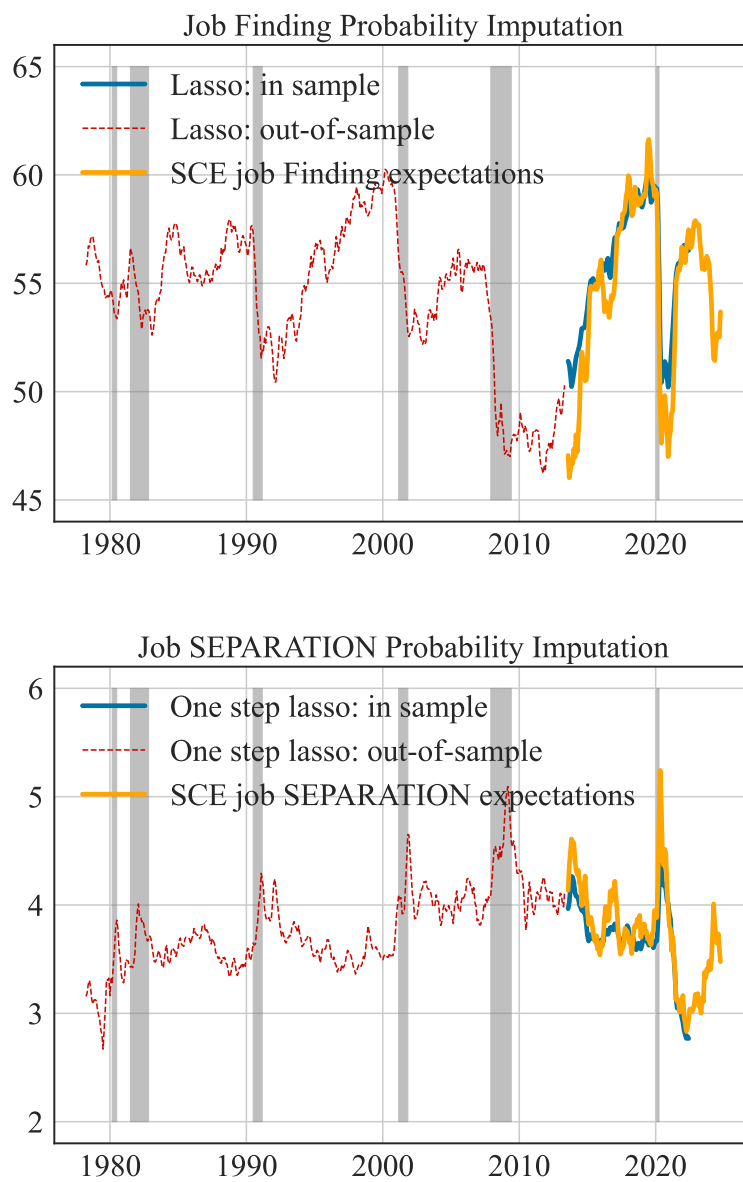 Job Finding Probability Imputation
65
Lasso: in sample
Lasso: out-of-sample
60
SCE job Finding expectations
55
50
45
1980 1990 2000 2010 2020
Job SEPARATION Probability Imputation
6
One step lasso: in sample
One step lasso: out-of-sample
5
SCE job SEPARATION expectations
4
3
2
1980 1990 2000 2010 2020